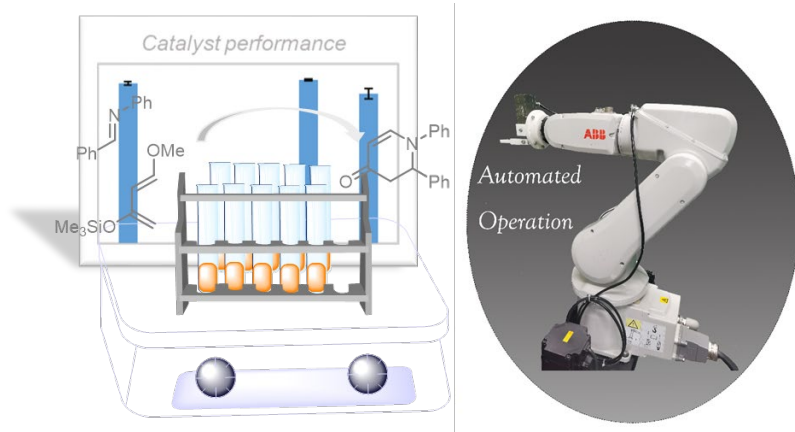 Catalyst performance
Ph
N
Ph
OMe
Me₃SiO
O
N
Ph
Ph
ABB
Automated
Operation